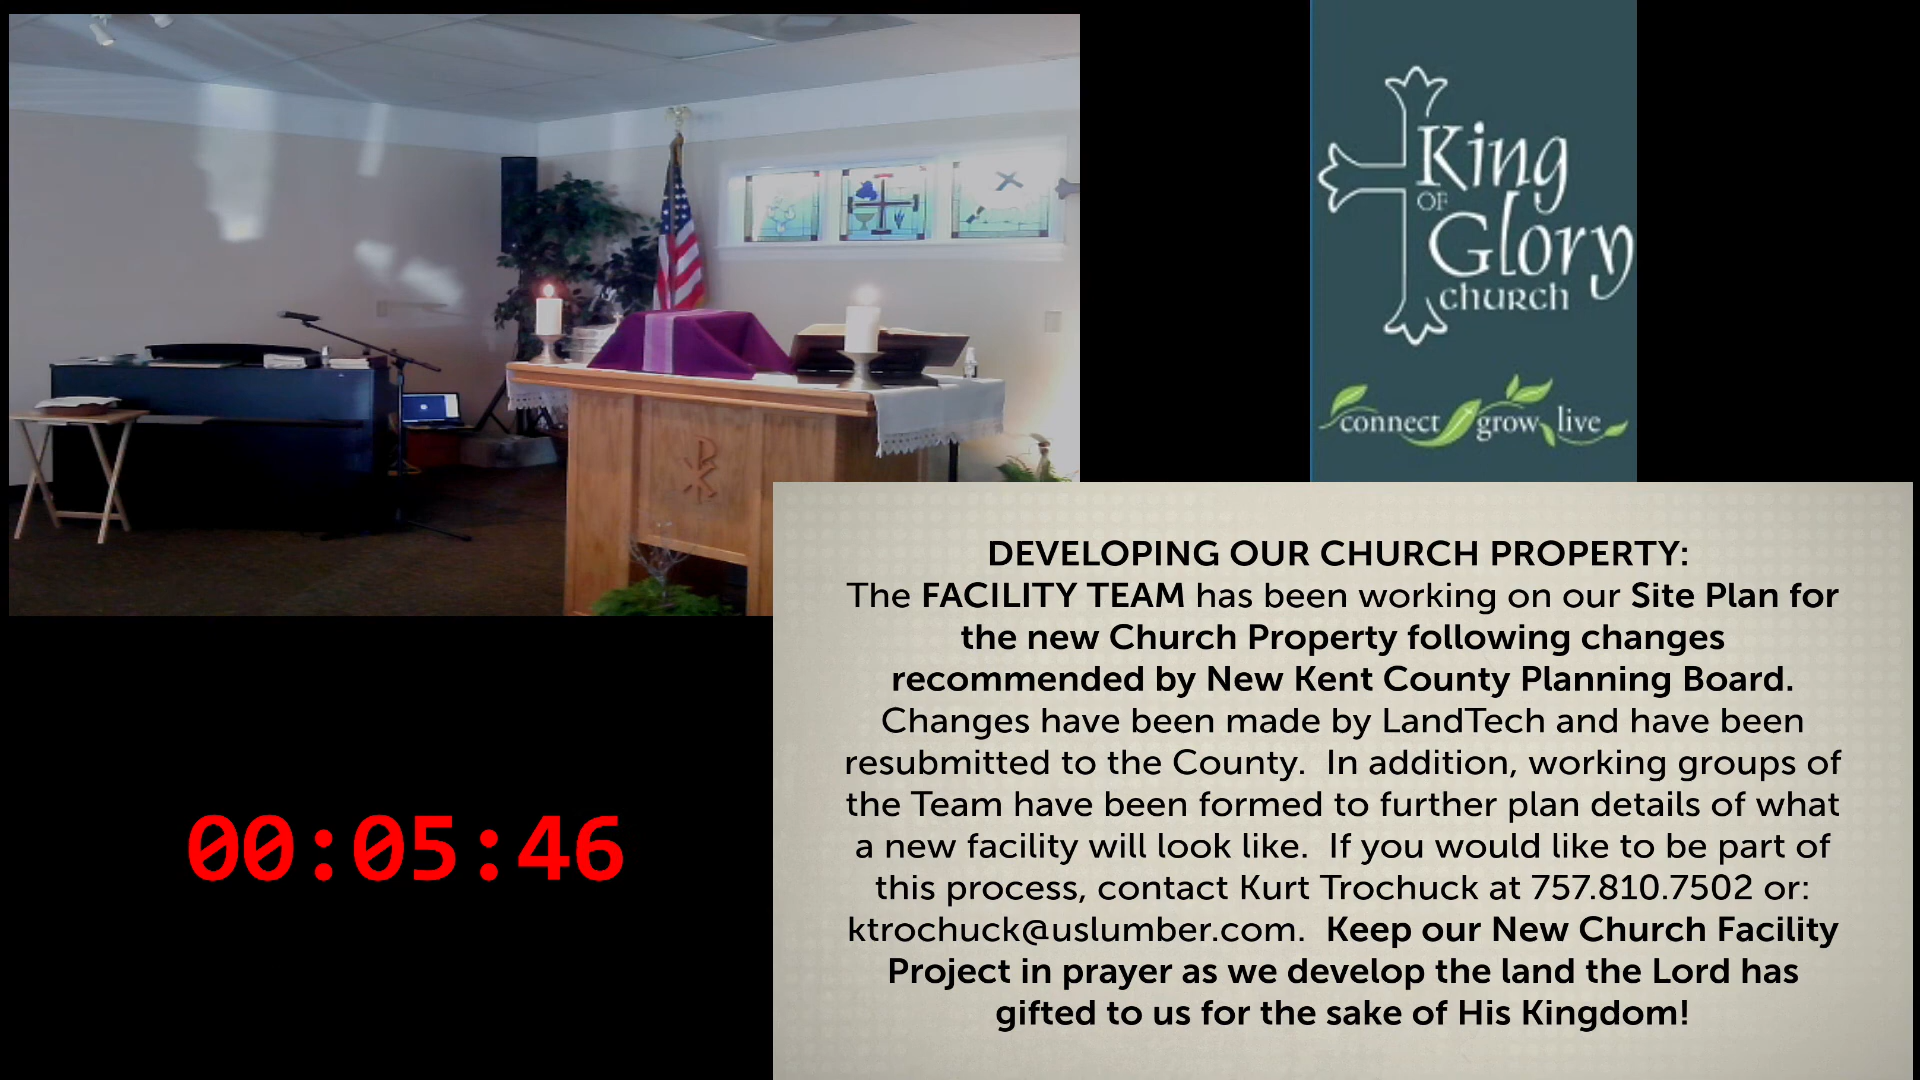 King
OF
Glory
church
connect grow live
DEVELOPING OUR CHURCH PROPERTY:
The FACILITY TEAM has been working on our Site Plan for
the new Church Property following changes
recommended by New Kent County Planning Board.
Changes have been made by LandTech and have been
resubmitted to the County.  In addition, working groups of
the Team have been formed to further plan details of what
a new facility will look like.  If you would like to be part of
this process, contact Kurt Trochuck at 757.810.7502 or:
ktrochuck@uslumber.com.  Keep our New Church Facility
Project in prayer as we develop the land the Lord has
gifted to us for the sake of His Kingdom!
00:05:46